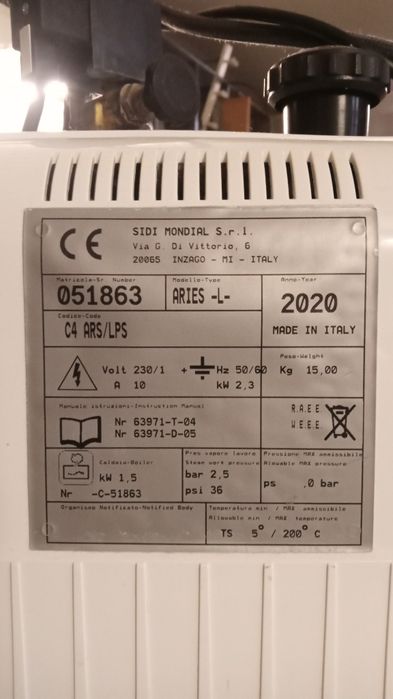 CE
SIDI MONDIAL S.r.l.
Via G. Di Vittorio, 6
20065 INZAGO - MI - ITALY
Matricola-Sr. Number
051863
Modello-Type
ARIES -L-
Anno-Year
2020
MADE IN ITALY
Codice-Code
C4 ARS/LPS
Volt 230/1 + Hz 50/60
A 10 kW 2,3
Peso-Weight
Kg 15,00
Manuale istruzioni-Instruction Manual
Nr 63971-T-04
Nr 63971-D-05
R.A.E.E
W.E.E.E.
Caldaia-Boiler
kW 1,5
Nr -C-51863
Pres vapore lavoro
Steam work pressure
bar 2,5
psi 36
Pressione MAX ammissibile
Allowable MAX pressure
ps ,0 bar
Organismo Notificato-Notified Body
Temperatura min / MAX ammissibile
Allowable min / MAX temperature
TS 5° / 200° C